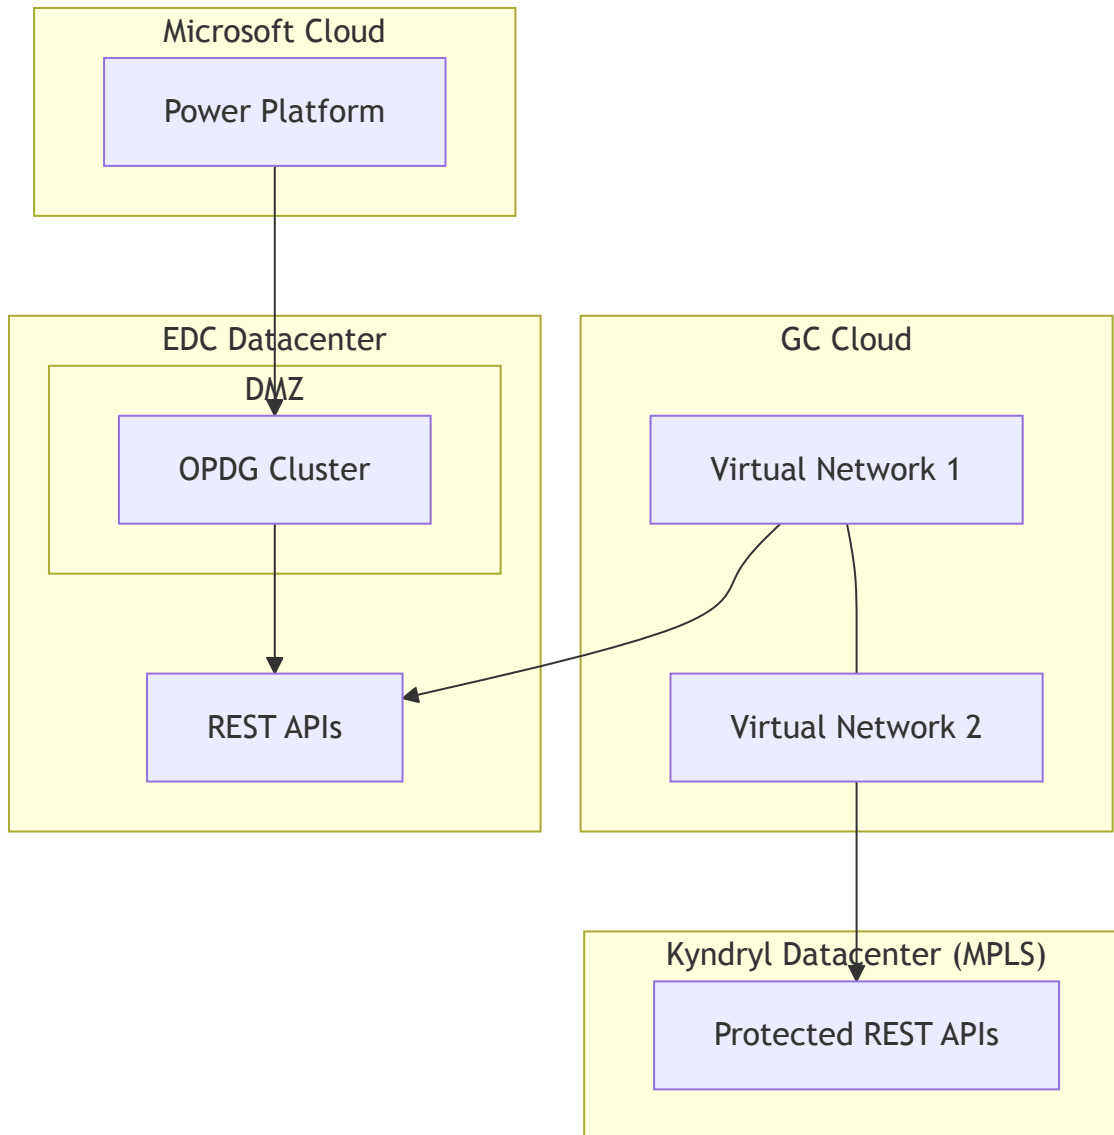 Microsoft Cloud
Power Platform
EDC Datacenter
DMZ
OPDG Cluster
REST APIs
GC Cloud
Virtual Network 1
Virtual Network 2
Kyndryl Datacenter (MPLS)
Protected REST APIs